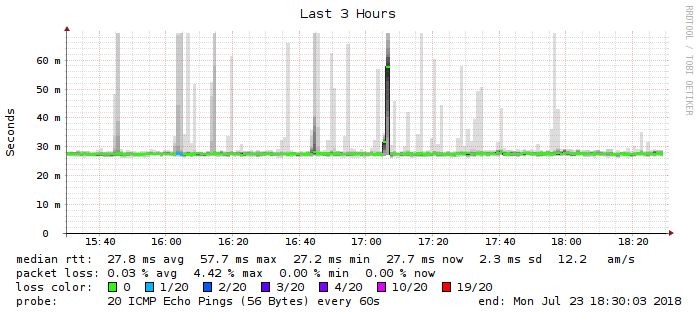 Last 3 Hours
RRDTOOL / TOBI OETIKER
Seconds
60 m
50 m
40 m
30 m
20 m
10 m
0
15:40 16:00 16:20 16:40 17:00 17:20 17:40 18:00 18:20
median rtt: 27.8 ms avg 57.7 ms max 27.2 ms min 27.7 ms now 2.3 ms sd 12.2 am/s
packet loss: 0.03 % avg 4.42 % max 0.00 % min 0.00 % now
loss color: 0 1/20 2/20 3/20 4/20 10/20 19/20
probe: 20 ICMP Echo Pings (56 Bytes) every 60s end: Mon Jul 23 18:30:03 2018